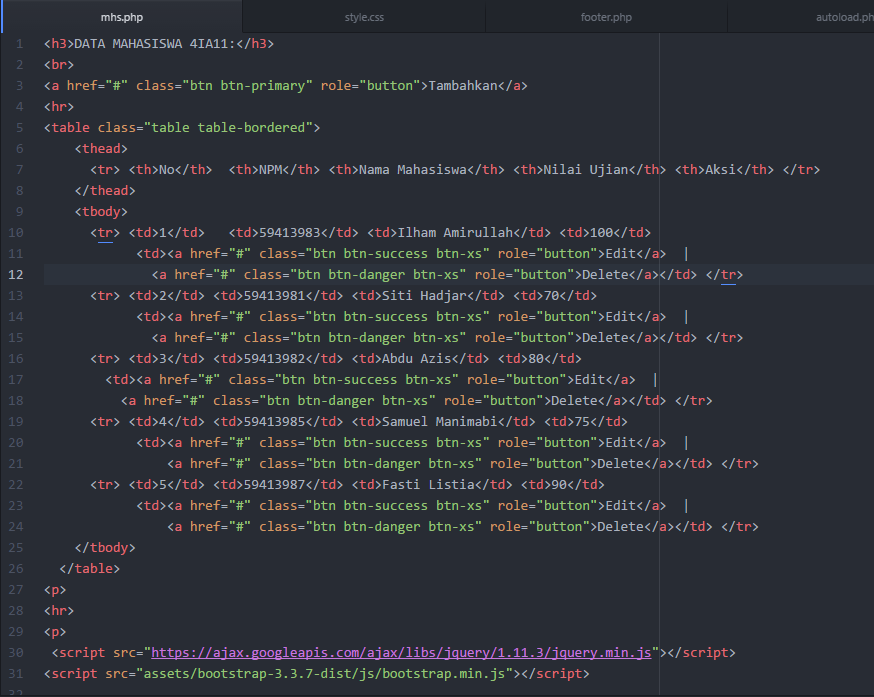 mhs.php style.css footer.php autoload.ph
1 <h3>DATA MAHASISWA 4IA11:</h3>
2 <br>
3 <a href="#" class="btn btn-primary" role="button">Tambahkan</a>
4 <hr>
5 <table class="table table-bordered">
6 <thead>
7 <tr> <th>No</th>  <th>NPM</th> <th>Nama Mahasiswa</th> <th>Nilai Ujian</th> <th>Aksi</th> </tr>
8 </thead>
9 <tbody>
10 <tr> <td>1</td>   <td>59413983</td> <td>Ilham Amirullah</td> <td>100</td>
11 <td><a href="#" class="btn btn-success btn-xs" role="button">Edit</a>  |
12 <a href="#" class="btn btn-danger btn-xs" role="button">Delete</a></td> </tr>
13 <tr> <td>2</td> <td>59413981</td> <td>Siti Hadjar</td> <td>70</td>
14 <td><a href="#" class="btn btn-success btn-xs" role="button">Edit</a>  |
15 <a href="#" class="btn btn-danger btn-xs" role="button">Delete</a></td> </tr>
16 <tr> <td>3</td> <td>59413982</td> <td>Abdu Azis</td> <td>80</td>
17 <td><a href="#" class="btn btn-success btn-xs" role="button">Edit</a>  |
18 <a href="#" class="btn btn-danger btn-xs" role="button">Delete</a></td> </tr>
19 <tr> <td>4</td> <td>59413985</td> <td>Samuel Manimabi</td> <td>75</td>
20 <td><a href="#" class="btn btn-success btn-xs" role="button">Edit</a>  |
21 <a href="#" class="btn btn-danger btn-xs" role="button">Delete</a></td> </tr>
22 <tr> <td>5</td> <td>59413987</td> <td>Fasti Listia</td> <td>90</td>
23 <td><a href="#" class="btn btn-success btn-xs" role="button">Edit</a>  |
24 <a href="#" class="btn btn-danger btn-xs" role="button">Delete</a></td> </tr>
25 </tbody>
26 </table>
27 <p>
28 <hr>
29 <p>
30 <script src="https://ajax.googleapis.com/ajax/libs/jquery/1.11.3/jquery.min.js"></script>
31 <script src="assets/bootstrap-3.3.7-dist/js/bootstrap.min.js"></script>
32